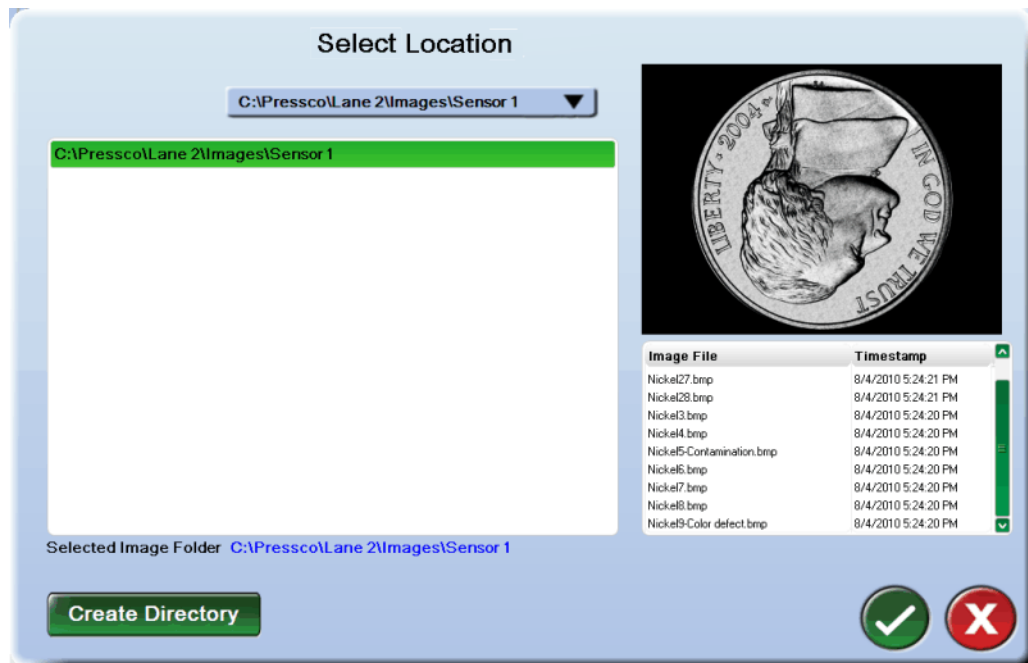 Select Location
C:\Pressco\Lane 2\Images\Sensor 1
C:\Pressco\Lane 2\Images\Sensor 1
LIBERTY · 2004
IN GOD WE TRUST
Image File Timestamp
Nickel27.bmp 8/4/2010 5:24:21 PM
Nickel28.bmp 8/4/2010 5:24:21 PM
Nickel3.bmp 8/4/2010 5:24:20 PM
Nickel4.bmp 8/4/2010 5:24:20 PM
Nickel5-Contamination.bmp 8/4/2010 5:24:20 PM
Nickel6.bmp 8/4/2010 5:24:20 PM
Nickel7.bmp 8/4/2010 5:24:20 PM
Nickel8.bmp 8/4/2010 5:24:20 PM
Nickel9-Color defect.bmp 8/4/2010 5:24:20 PM
Selected Image Folder C:\Pressco\Lane 2\Images\Sensor 1
Create Directory
X